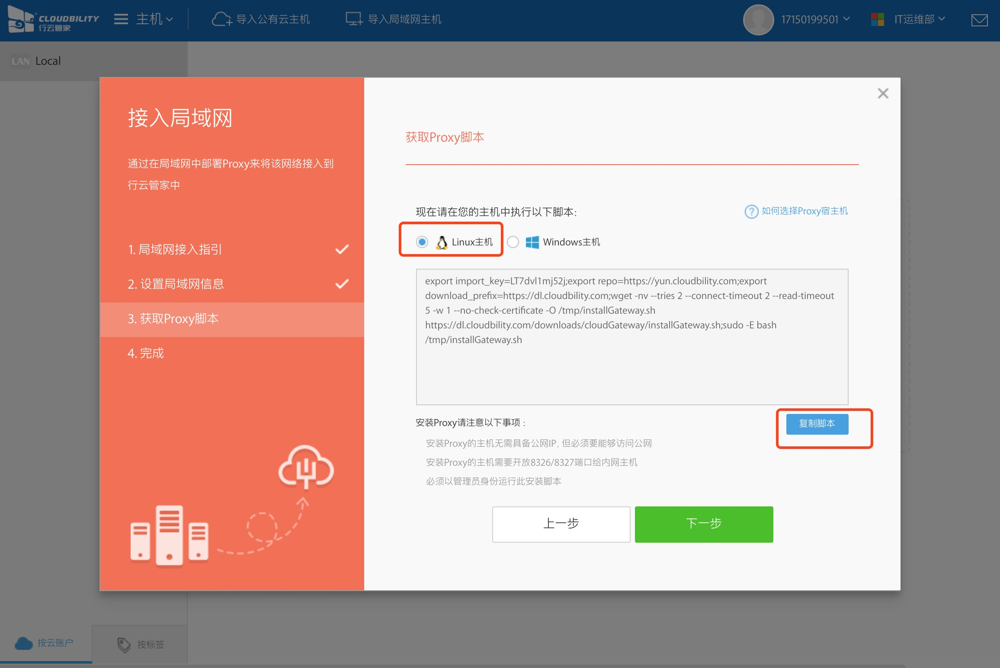 CLOUDBILITY
行云管家
主机
导入公有云主机
导入局域网主机
17150199501
IT运维部
LAN Local
接入局域网
通过在局域网中部署Proxy来将该网络接入到
行云管家中
1. 局域网接入指引
2. 设置局域网信息
3. 获取Proxy脚本
4. 完成
获取Proxy脚本
现在请在您的主机中执行以下脚本:
如何选择Proxy宿主机
Linux主机
Windows主机
export import_key=LT7dvl1mj52j;export repo=https://yun.cloudbility.com;export
download_prefix=https://dl.cloudbility.com;wget -nv --tries 2 --connect-timeout 2 --read-timeout
5 -w 1 --no-check-certificate -O /tmp/installGateway.sh
https://dl.cloudbility.com/downloads/cloudGateway/installGateway.sh;sudo -E bash
/tmp/installGateway.sh
安装Proxy请注意以下事项：
复制脚本
安装Proxy的主机无需具备公网IP, 但必须要能够访问公网
安装Proxy的主机需要开放8326/8327端口给内网主机
必须以管理员身份运行此安装脚本
上一步
下一步
按云账户
按标签